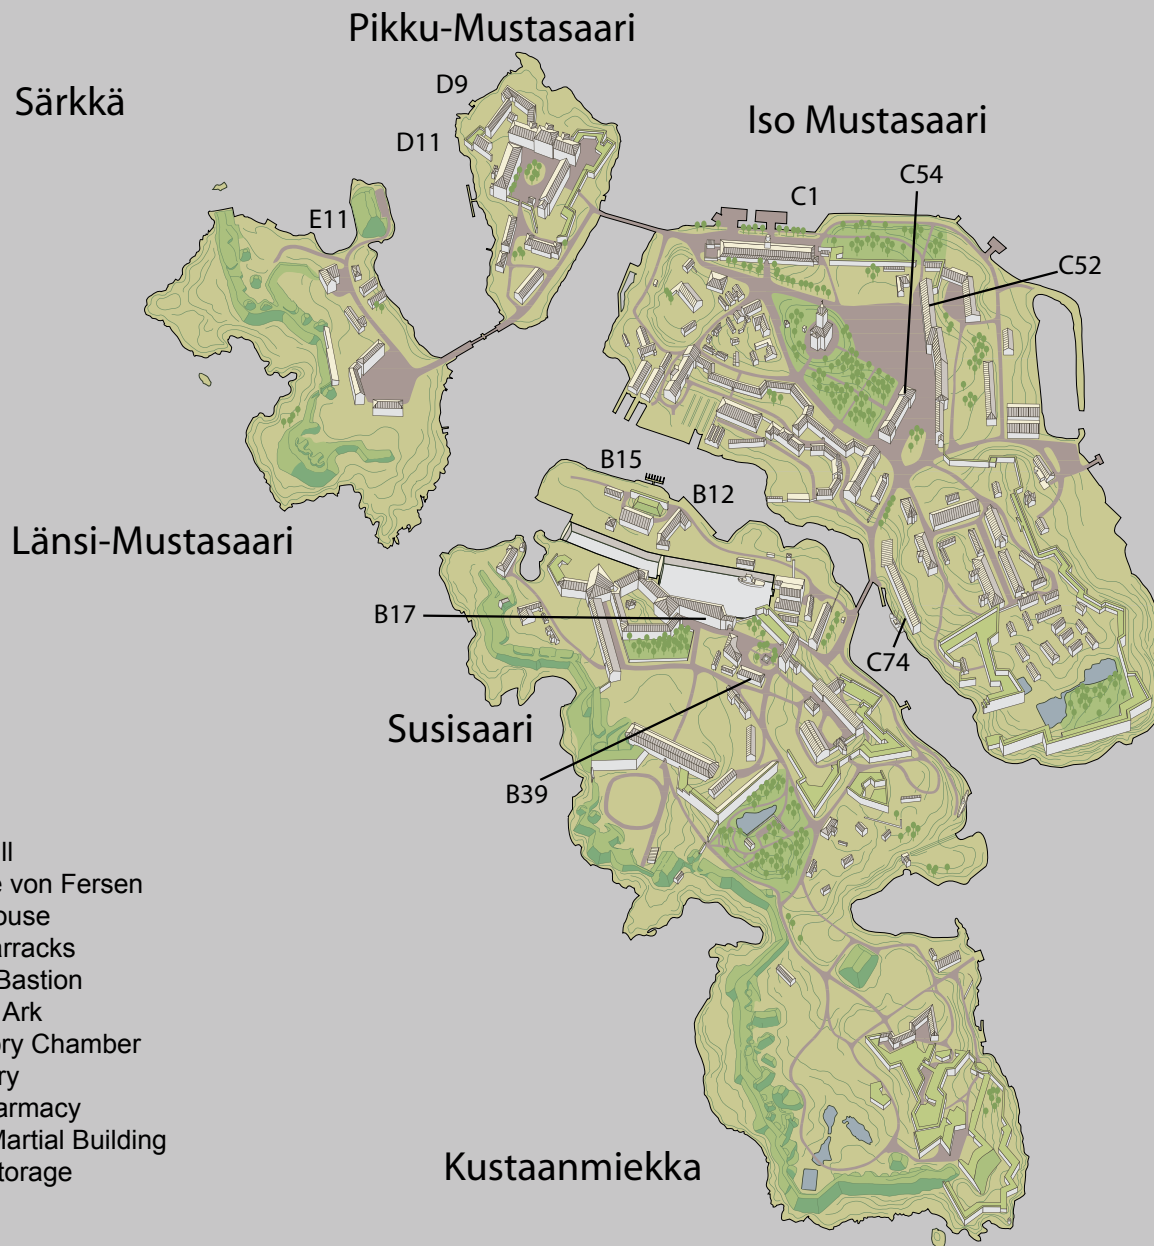 Pikku-Mustasaari
D9
Särkkä
Iso Mustasaari
D11
C54
C1
E11
C52
B15
B12
Länsi-Mustasaari
B17
C74
Susisaari
B39
ll
e von Fersen
ouse
arracks
Bastion
Ark
ory Chamber
ry
armacy
Martial Building
torage
Kustaanmiekka